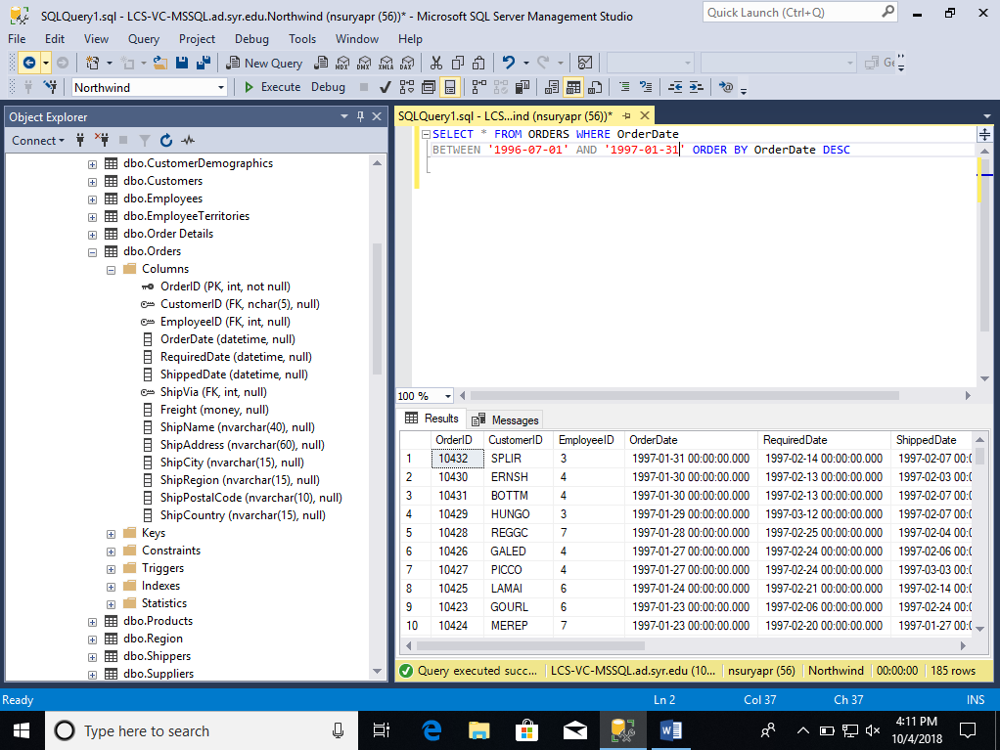 SQLQuery1.sql - LCS-VC-MSSQL.ad.syr.edu.Northwind (nsuryapr (56))* - Microsoft SQL Server Management Studio
Quick Launch (Ctrl+Q)
File Edit View Query Project Debug Tools Window Help
New Query MDX DMX XMLA DAX Ge
Northwind Execute Debug
Object Explorer
Connect
dbo.CustomerDemographics
dbo.Customers
dbo.Employees
dbo.EmployeeTerritories
dbo.Order Details
dbo.Orders
Columns
OrderID (PK, int, not null)
CustomerID (FK, nchar(5), null)
EmployeeID (FK, int, null)
OrderDate (datetime, null)
RequiredDate (datetime, null)
ShippedDate (datetime, null)
ShipVia (FK, int, null)
Freight (money, null)
ShipName (nvarchar(40), null)
ShipAddress (nvarchar(60), null)
ShipCity (nvarchar(15), null)
ShipRegion (nvarchar(15), null)
ShipPostalCode (nvarchar(10), null)
ShipCountry (nvarchar(15), null)
Keys
Constraints
Triggers
Indexes
Statistics
dbo.Products
dbo.Region
dbo.Shippers
dbo.Suppliers
SQLQuery1.sql - LCS...ind (nsuryapr (56))*
SELECT * FROM ORDERS WHERE OrderDate
BETWEEN '1996-07-01' AND '1997-01-31' ORDER BY OrderDate DESC
100 %
Results Messages
OrderID CustomerID EmployeeID OrderDate RequiredDate ShippedDate
1 10432 SPLIR 3 1997-01-31 00:00:00.000 1997-02-14 00:00:00.000 1997-02-07 00:0
2 10430 ERNSH 4 1997-01-30 00:00:00.000 1997-02-13 00:00:00.000 1997-02-03 00:0
3 10431 BOTTM 4 1997-01-30 00:00:00.000 1997-02-13 00:00:00.000 1997-02-07 00:0
4 10429 HUNGO 3 1997-01-29 00:00:00.000 1997-03-12 00:00:00.000 1997-02-07 00:0
5 10428 REGGC 7 1997-01-28 00:00:00.000 1997-02-25 00:00:00.000 1997-02-04 00:0
6 10426 GALED 4 1997-01-27 00:00:00.000 1997-02-24 00:00:00.000 1997-02-06 00:0
7 10427 PICCO 4 1997-01-27 00:00:00.000 1997-02-24 00:00:00.000 1997-03-03 00:0
8 10425 LAMAI 6 1997-01-24 00:00:00.000 1997-02-21 00:00:00.000 1997-02-14 00:0
9 10423 GOURL 6 1997-01-23 00:00:00.000 1997-02-06 00:00:00.000 1997-02-24 00:0
10 10424 MEREP 7 1997-01-23 00:00:00.000 1997-02-20 00:00:00.000 1997-01-27 00:0
Query executed succ... LCS-VC-MSSQL.ad.syr.edu (10... nsuryapr (56) Northwind 00:00:00 185 rows
Ready Ln 2 Col 37 Ch 37 INS
Type here to search
4:11 PM
10/4/2018